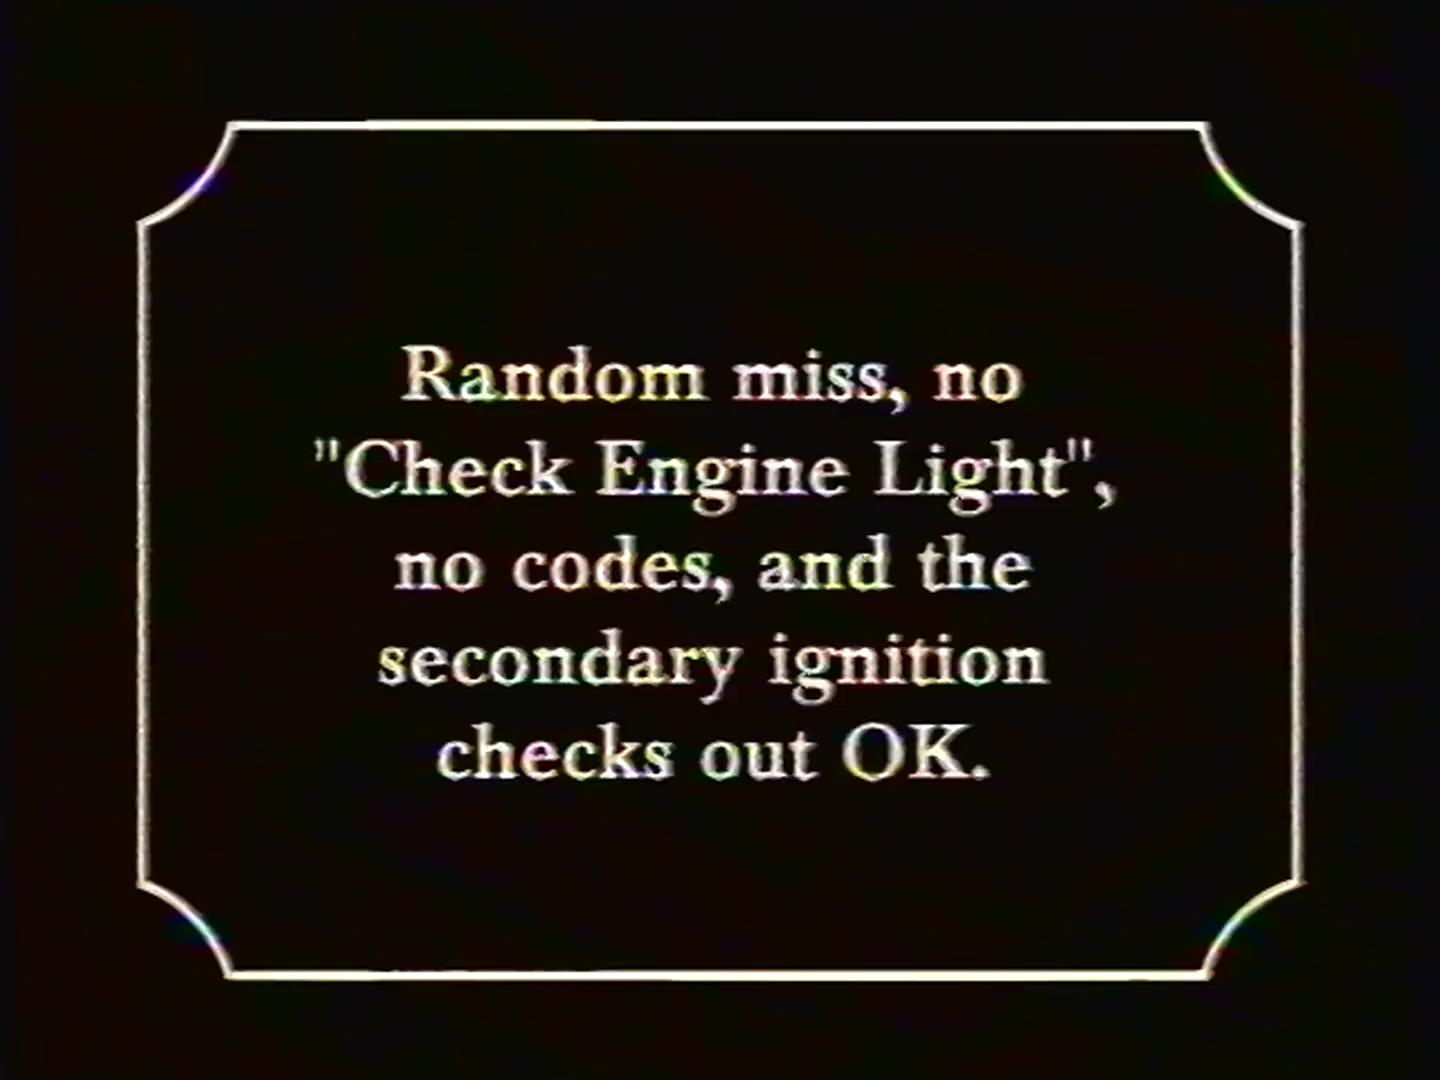 Random miss, no
"Check Engine Light",
no codes, and the
secondary ignition
checks out OK.